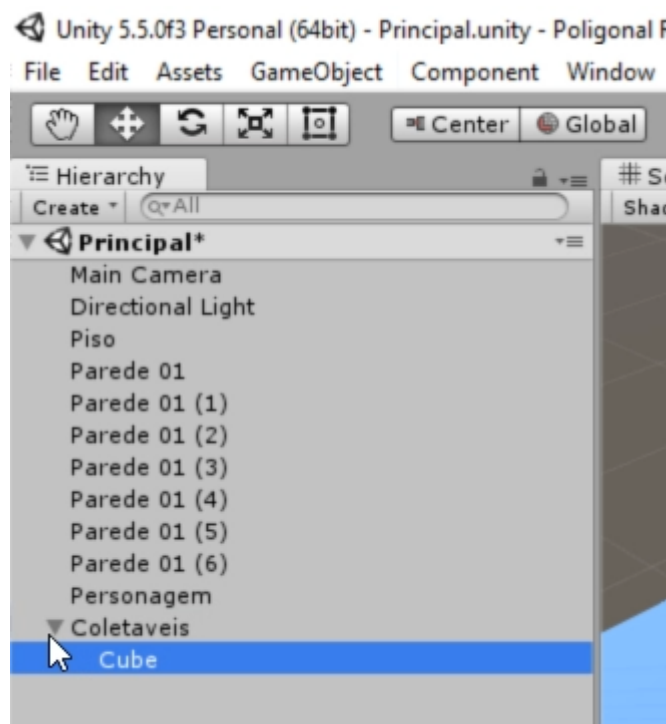 Unity 5.5.0f3 Personal (64bit) - Principal.unity - Poligonal
File Edit Assets GameObject Component Window
Center Global
Hierarchy
Create All
Principal*
Main Camera
Directional Light
Piso
Parede 01
Parede 01 (1)
Parede 01 (2)
Parede 01 (3)
Parede 01 (4)
Parede 01 (5)
Parede 01 (6)
Personagem
Coletaveis
Cube